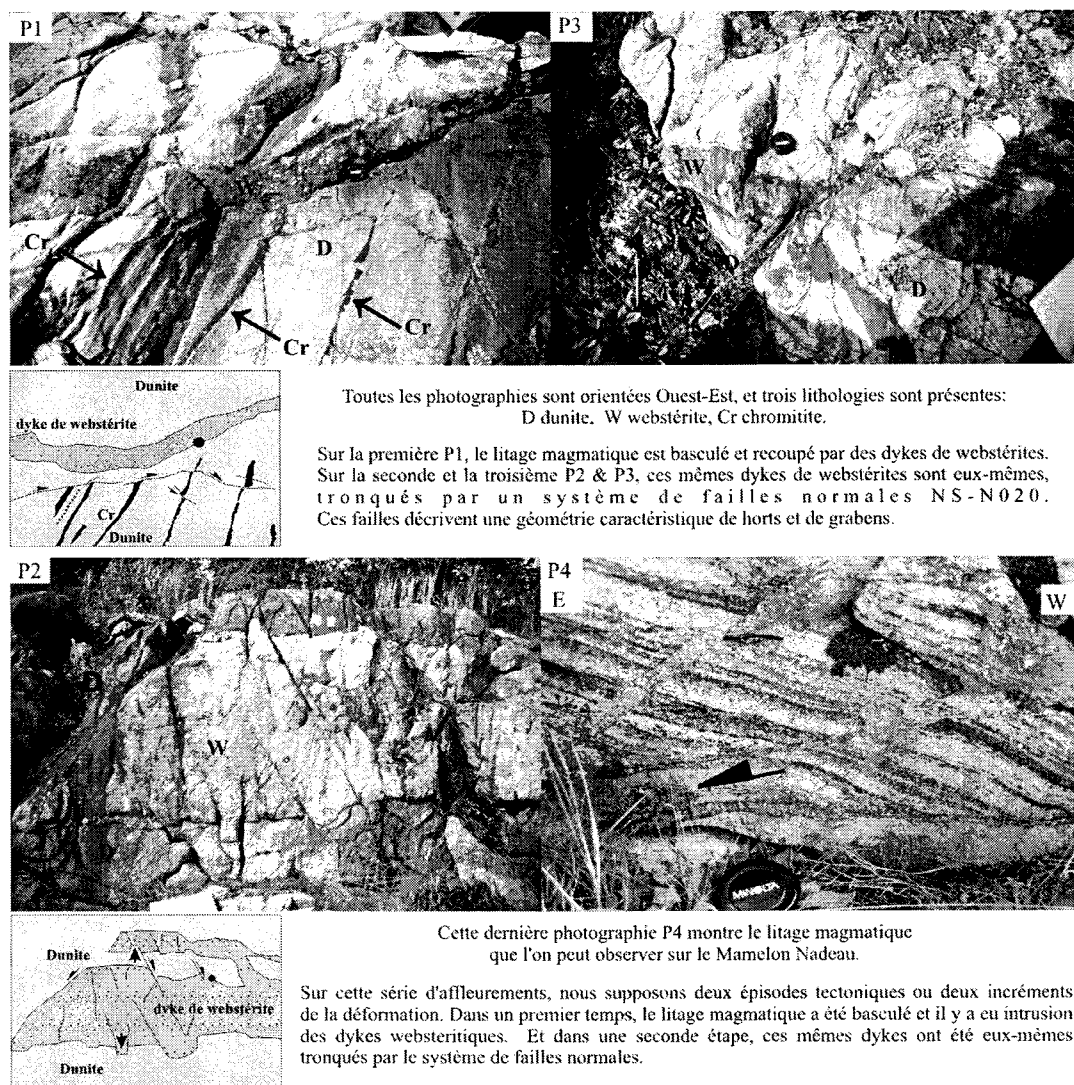 P1
P3
W
W
Cr
D
Cr
D
Cr
Dunite
dyke de webstérite
Cr
Dunite
Toutes les photographies sont orientées Ouest-Est, et trois lithologies sont présentes:
D dunite, W webstérite, Cr chromitite.
Sur la première P1, le litage magmatique est basculé et recoupé par des dykes de webstérites.
Sur la seconde et la troisième P2 & P3, ces mêmes dykes de webstérites sont eux-mêmes,
tronqués par un système de failles normales NS-N020.
Ces failles décrivent une géométrie caractéristique de horts et de grabens.
P2
P4
E
W
D
W
MINOLTA
Dunite
dyke de webstérite
Dunite
Cette dernière photographie P4 montre le litage magmatique
que l'on peut observer sur le Mamelon Nadeau.
Sur cette série d'affleurements, nous supposons deux épisodes tectoniques ou deux incréments
de la déformation. Dans un premier temps, le litage magmatique a été basculé et il y a eu intrusion
des dykes websteritiques. Et dans une seconde étape, ces mêmes dykes ont été eux-mèmes
tronqués par le système de failles normales.